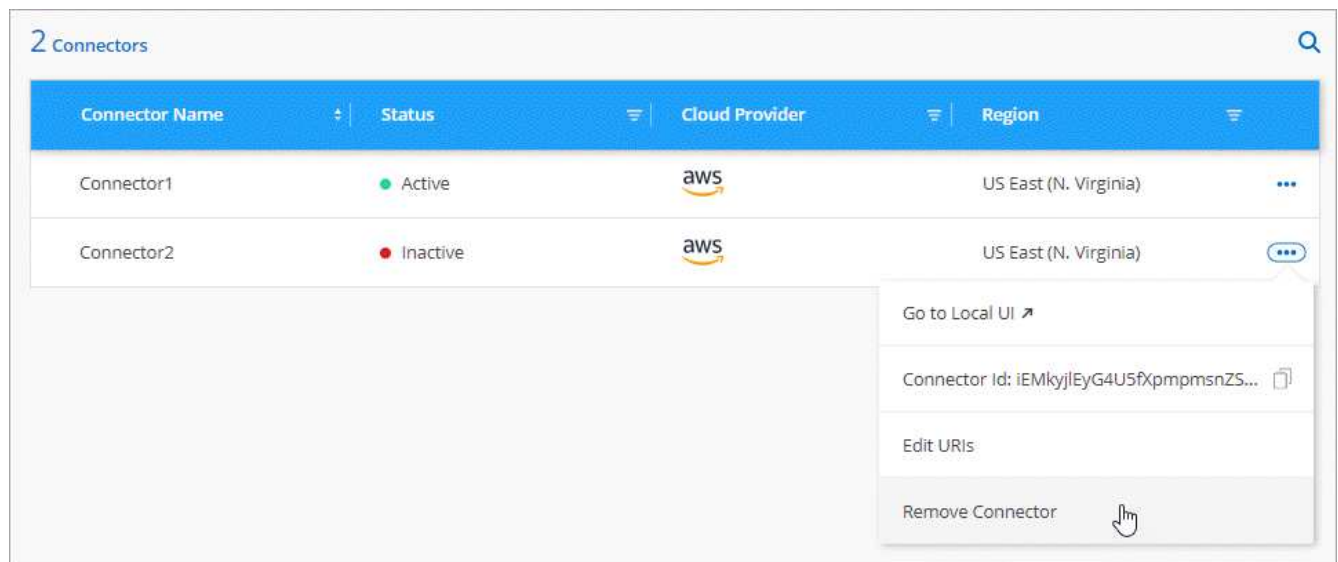 2 Connectors
Connector Name Status Cloud Provider Region
Connector1 Active aws US East (N. Virginia)
Connector2 Inactive aws US East (N. Virginia)
Go to Local UI
Connector Id: iEMkyjlEyG4U5fXpmpmsnZS...
Edit URIs
Remove Connector